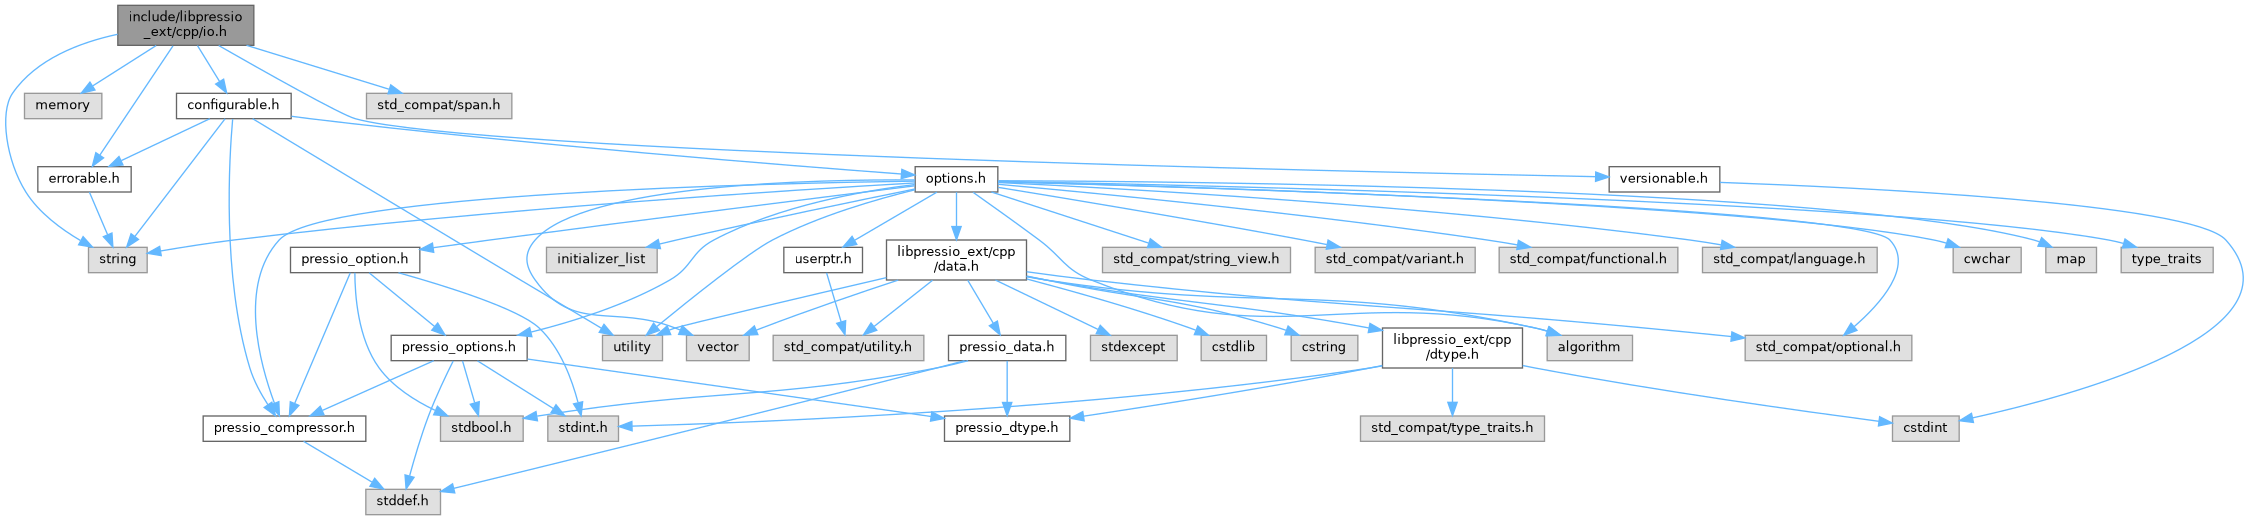 include/libpressio
_ext/cpp/io.h
memory
configurable.h
std_compat/span.h
errorable.h
options.h
versionable.h
string
pressio_option.h
initializer_list
userptr.h
libpressio_ext/cpp
/data.h
std_compat/string_view.h
std_compat/variant.h
std_compat/functional.h
std_compat/language.h
cwchar
map
type_traits
pressio_options.h
utility
vector
std_compat/utility.h
pressio_data.h
stdexcept
cstdlib
cstring
libpressio_ext/cpp
/dtype.h
algorithm
std_compat/optional.h
pressio_compressor.h
stdbool.h
stdint.h
pressio_dtype.h
std_compat/type_traits.h
cstdint
stddef.h